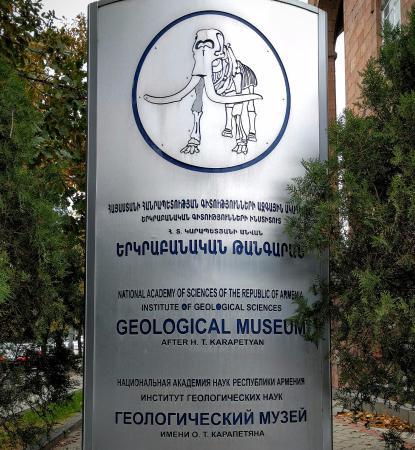 ՀԱՅԱՍՏԱՆԻ ՀԱՆՐԱՊԵՏՈՒԹՅԱՆ ԳԻՏՈՒԹՅՈՒՆՆԵՐԻ ԱԶԳԱՅԻՆ
ԵՐԿՐԱԲԱՆԱԿԱՆ ԳԻՏՈՒԹՅՈՒՆՆԵՐԻ ԻՆՍՏԻՏՈՒՏ
Հ. Տ. ԿԱՐԱՊԵՏՅԱՆԻ ԱՆՎԱՆ
ԵՐԿՐԱԲԱՆԱԿԱՆ ԹԱՆԳԱՐԱՆ
NATIONAL ACADEMY OF SCIENCES OF THE REPUBLIC OF ARMENIA
INSTITUTE OF GEOLOGICAL SCIENCES
GEOLOGICAL MUSEUM
AFTER H. T. KARAPETYAN
НАЦИОНАЛЬНАЯ АКАДЕМИЯ НАУК РЕСПУБЛИКИ АРМЕНИЯ
ИНСТИТУТ ГЕОЛОГИЧЕСКИХ НАУК
ГЕОЛОГИЧЕСКИЙ МУЗЕЙ
ИМЕНИ О. Т. КАРАПЕТЯНА